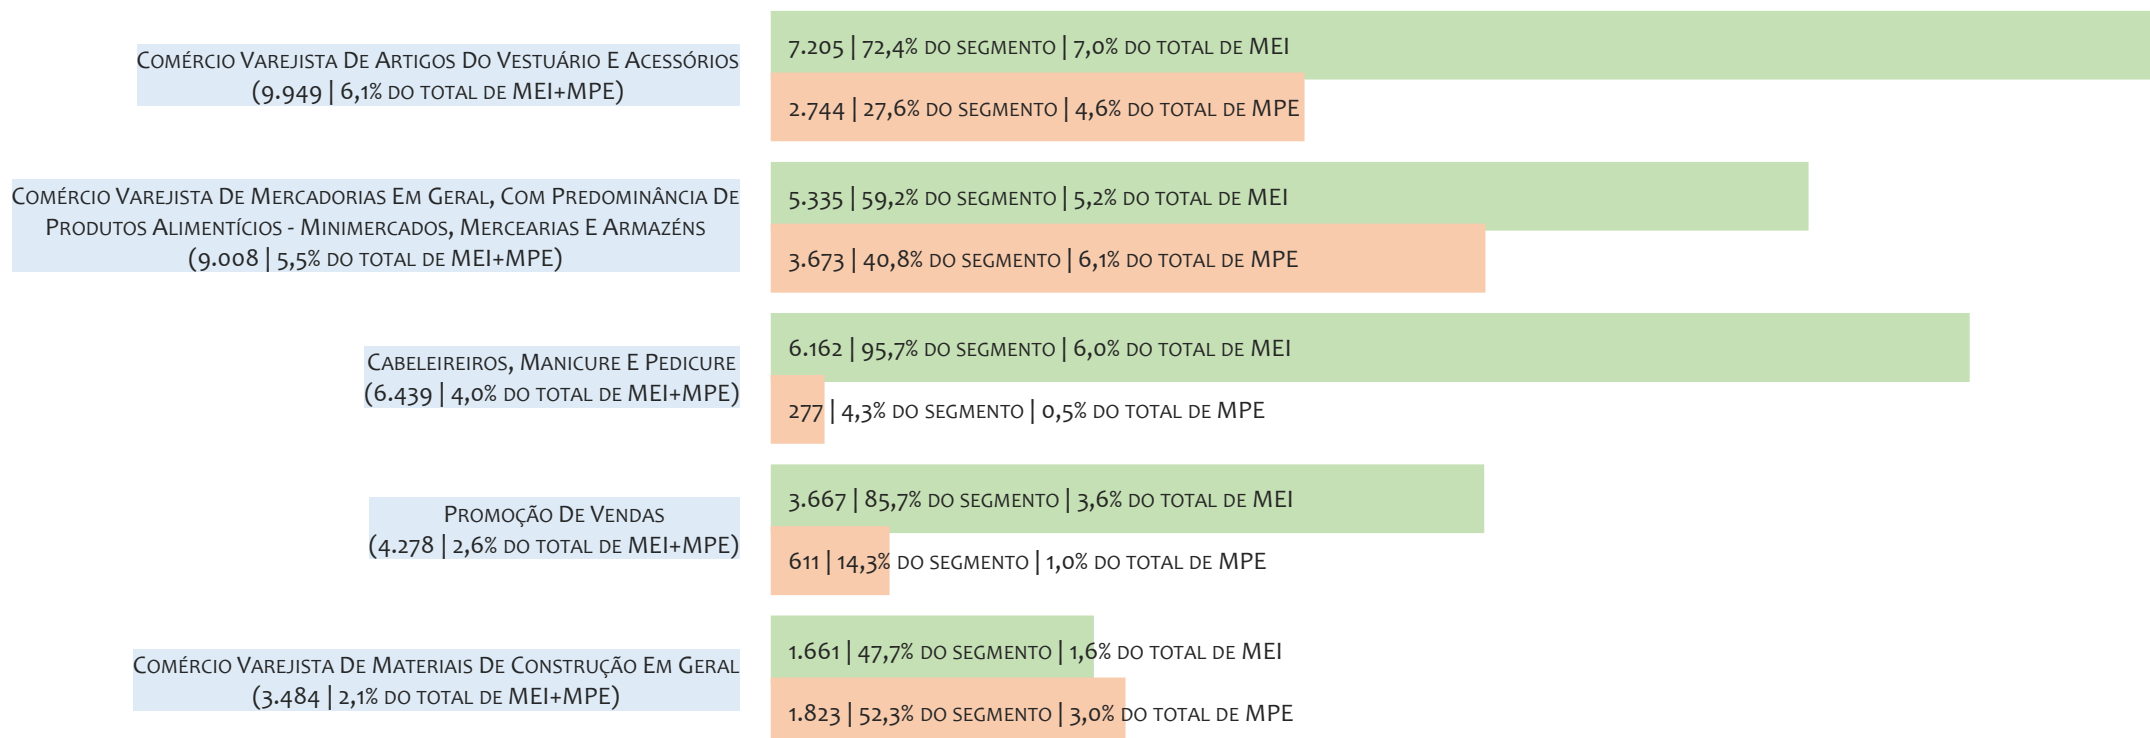 Comércio Varejista De Artigos Do Vestuário E Acessórios
(9.949 | 6,1% do total de MEI+MPE)
7.205 | 72,4% do segmento | 7,0% do total de MEI
2.744 | 27,6% do segmento | 4,6% do total de MPE
Comércio Varejista De Mercadorias Em Geral, Com Predominância De
Produtos Alimentícios - Minimercados, Mercearias E Armazéns
(9.008 | 5,5% do total de MEI+MPE)
5.335 | 59,2% do segmento | 5,2% do total de MEI
3.673 | 40,8% do segmento | 6,1% do total de MPE
Cabeleireiros, Manicure E Pedicure
(6.439 | 4,0% do total de MEI+MPE)
6.162 | 95,7% do segmento | 6,0% do total de MEI
277 | 4,3% do segmento | 0,5% do total de MPE
Promoção De Vendas
(4.278 | 2,6% do total de MEI+MPE)
3.667 | 85,7% do segmento | 3,6% do total de MEI
611 | 14,3% do segmento | 1,0% do total de MPE
Comércio Varejista De Materiais De Construção Em Geral
(3.484 | 2,1% do total de MEI+MPE)
1.661 | 47,7% do segmento | 1,6% do total de MEI
1.823 | 52,3% do segmento | 3,0% do total de MPE